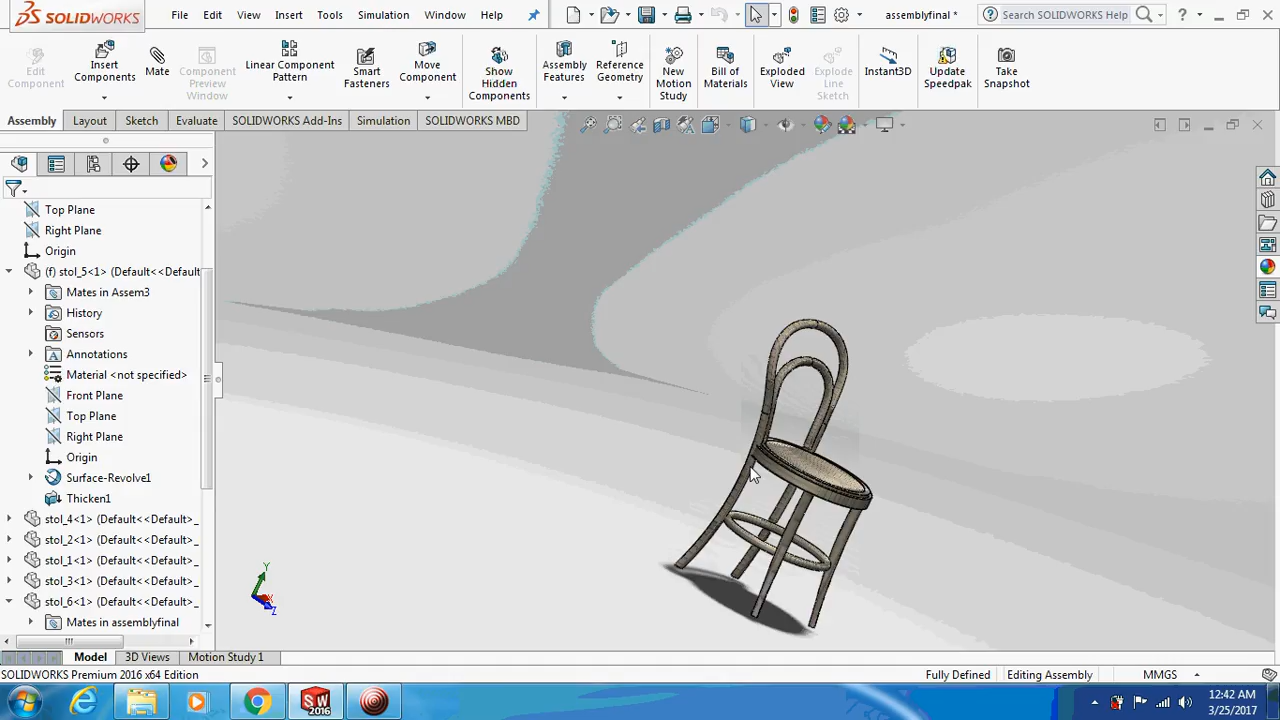 SOLIDWORKS
File Edit View Insert Tools Simulation Window Help
assemblyfinal *
Search SOLIDWORKS Help
Edit Component
Insert Components
Mate
Component Preview Window
Linear Component Pattern
Smart Fasteners
Move Component
Show Hidden Components
Assembly Features
Reference Geometry
New Motion Study
Bill of Materials
Exploded View
Explode Line Sketch
Instant3D
Update Speedpak
Take Snapshot
Assembly Layout Sketch Evaluate SOLIDWORKS Add-Ins Simulation SOLIDWORKS MBD
Top Plane
Right Plane
Origin
(f) stol_5<1> (Default<<Default
Mates in Assem3
History
Sensors
Annotations
Material <not specified>
Front Plane
Top Plane
Right Plane
Origin
Surface-Revolve1
Thicken1
stol_4<1> (Default<<Default>_
stol_2<1> (Default<<Default>_
stol_1<1> (Default<<Default>_
stol_3<1> (Default<<Default>_
stol_6<1> (Default<<Default>_
Mates in assemblyfinal
Y
X
Z
Model 3D Views Motion Study 1
SOLIDWORKS Premium 2016 x64 Edition
Fully Defined Editing Assembly MMGS
SW
2016
12:42 AM
3/25/2017